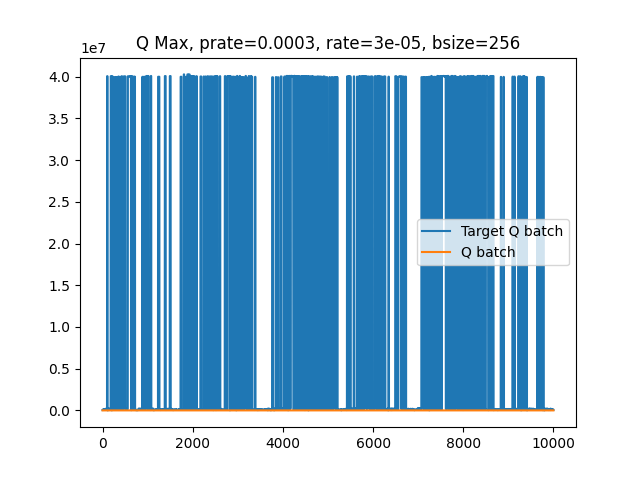 Q Max, prate=0.0003, rate=3e-05, bsize=256
1e7
4.0
3.5
3.0
2.5
2.0
1.5
1.0
0.5
0.0
Target Q batch
Q batch
0 2000 4000 6000 8000 10000